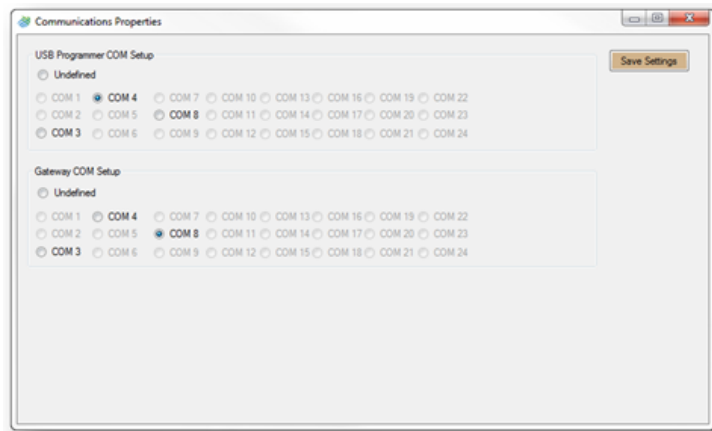 Communications Properties
USB Programmer COM Setup
Save Settings
Undefined
COM 1 COM 4 COM 7 COM 10 COM 13 COM 16 COM 19 COM 22
COM 2 COM 5 COM 8 COM 11 COM 14 COM 17 COM 20 COM 23
COM 3 COM 6 COM 9 COM 12 COM 15 COM 18 COM 21 COM 24
Gateway COM Setup
Undefined
COM 1 COM 4 COM 7 COM 10 COM 13 COM 16 COM 19 COM 22
COM 2 COM 5 COM 8 COM 11 COM 14 COM 17 COM 20 COM 23
COM 3 COM 6 COM 9 COM 12 COM 15 COM 18 COM 21 COM 24